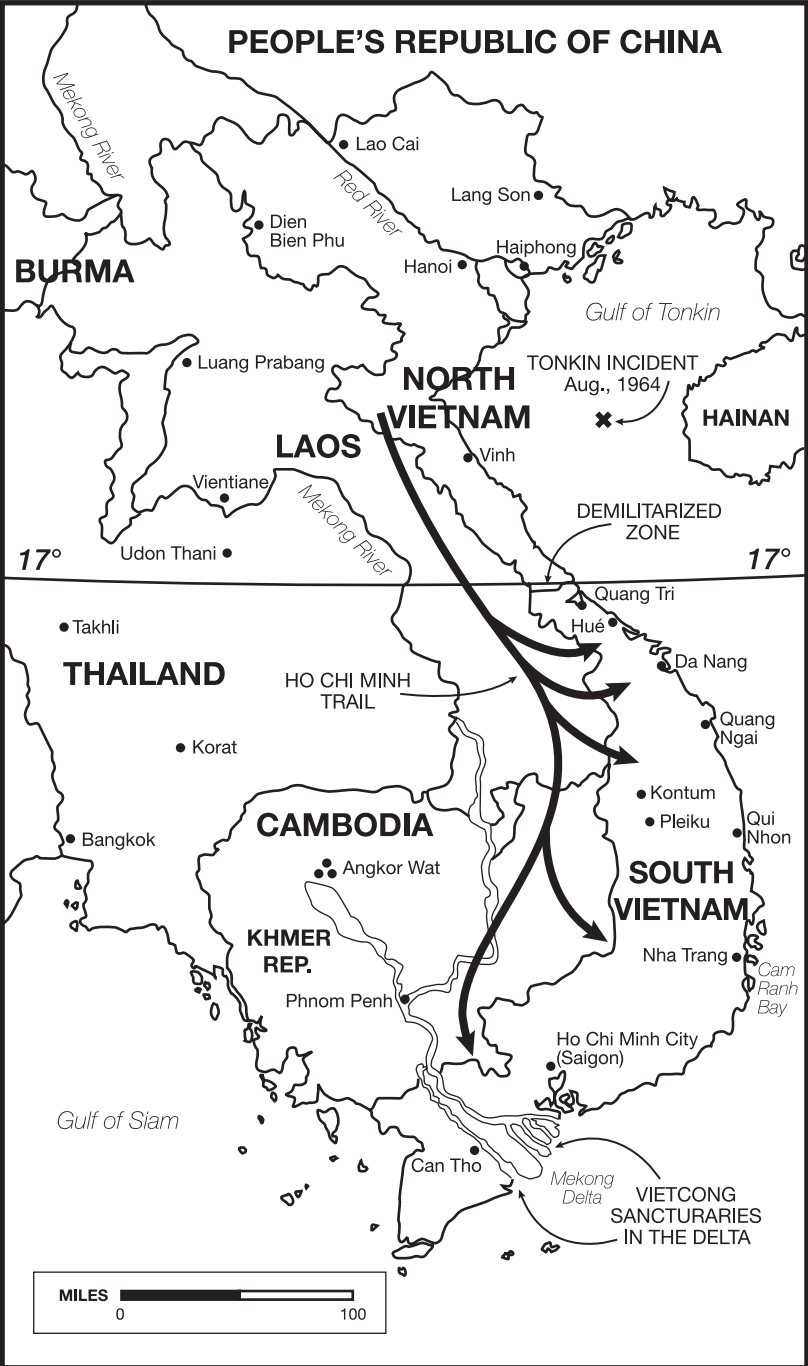 PEOPLE'S REPUBLIC OF CHINA
Mekong River
Lao Cai
Red River
Lang Son
Dien
Bien Phu
Haiphong
Hanoi
BURMA
Gulf of Tonkin
Luang Prabang
TONKIN INCIDENT
Aug., 1964
NORTH
VIETNAM
HAINAN
LAOS
Vinh
Vientiane
Mekong River
DEMILITARIZED
ZONE
Udon Thani
17°
17°
Quang Tri
Hué
Takhli
Da Nang
THAILAND
HO CHI MINH
TRAIL
Quang
Ngai
Korat
Kontum
Pleiku
Qui
Nhon
CAMBODIA
Bangkok
Angkor Wat
SOUTH
VIETNAM
KHMER
REP.
Nha Trang
Cam
Ranh
Bay
Phnom Penh
Ho Chi Minh City
(Saigon)
Gulf of Siam
Can Tho
Mekong
Delta
VIETCONG
SANCTURARIES
IN THE DELTA
MILES
0
100